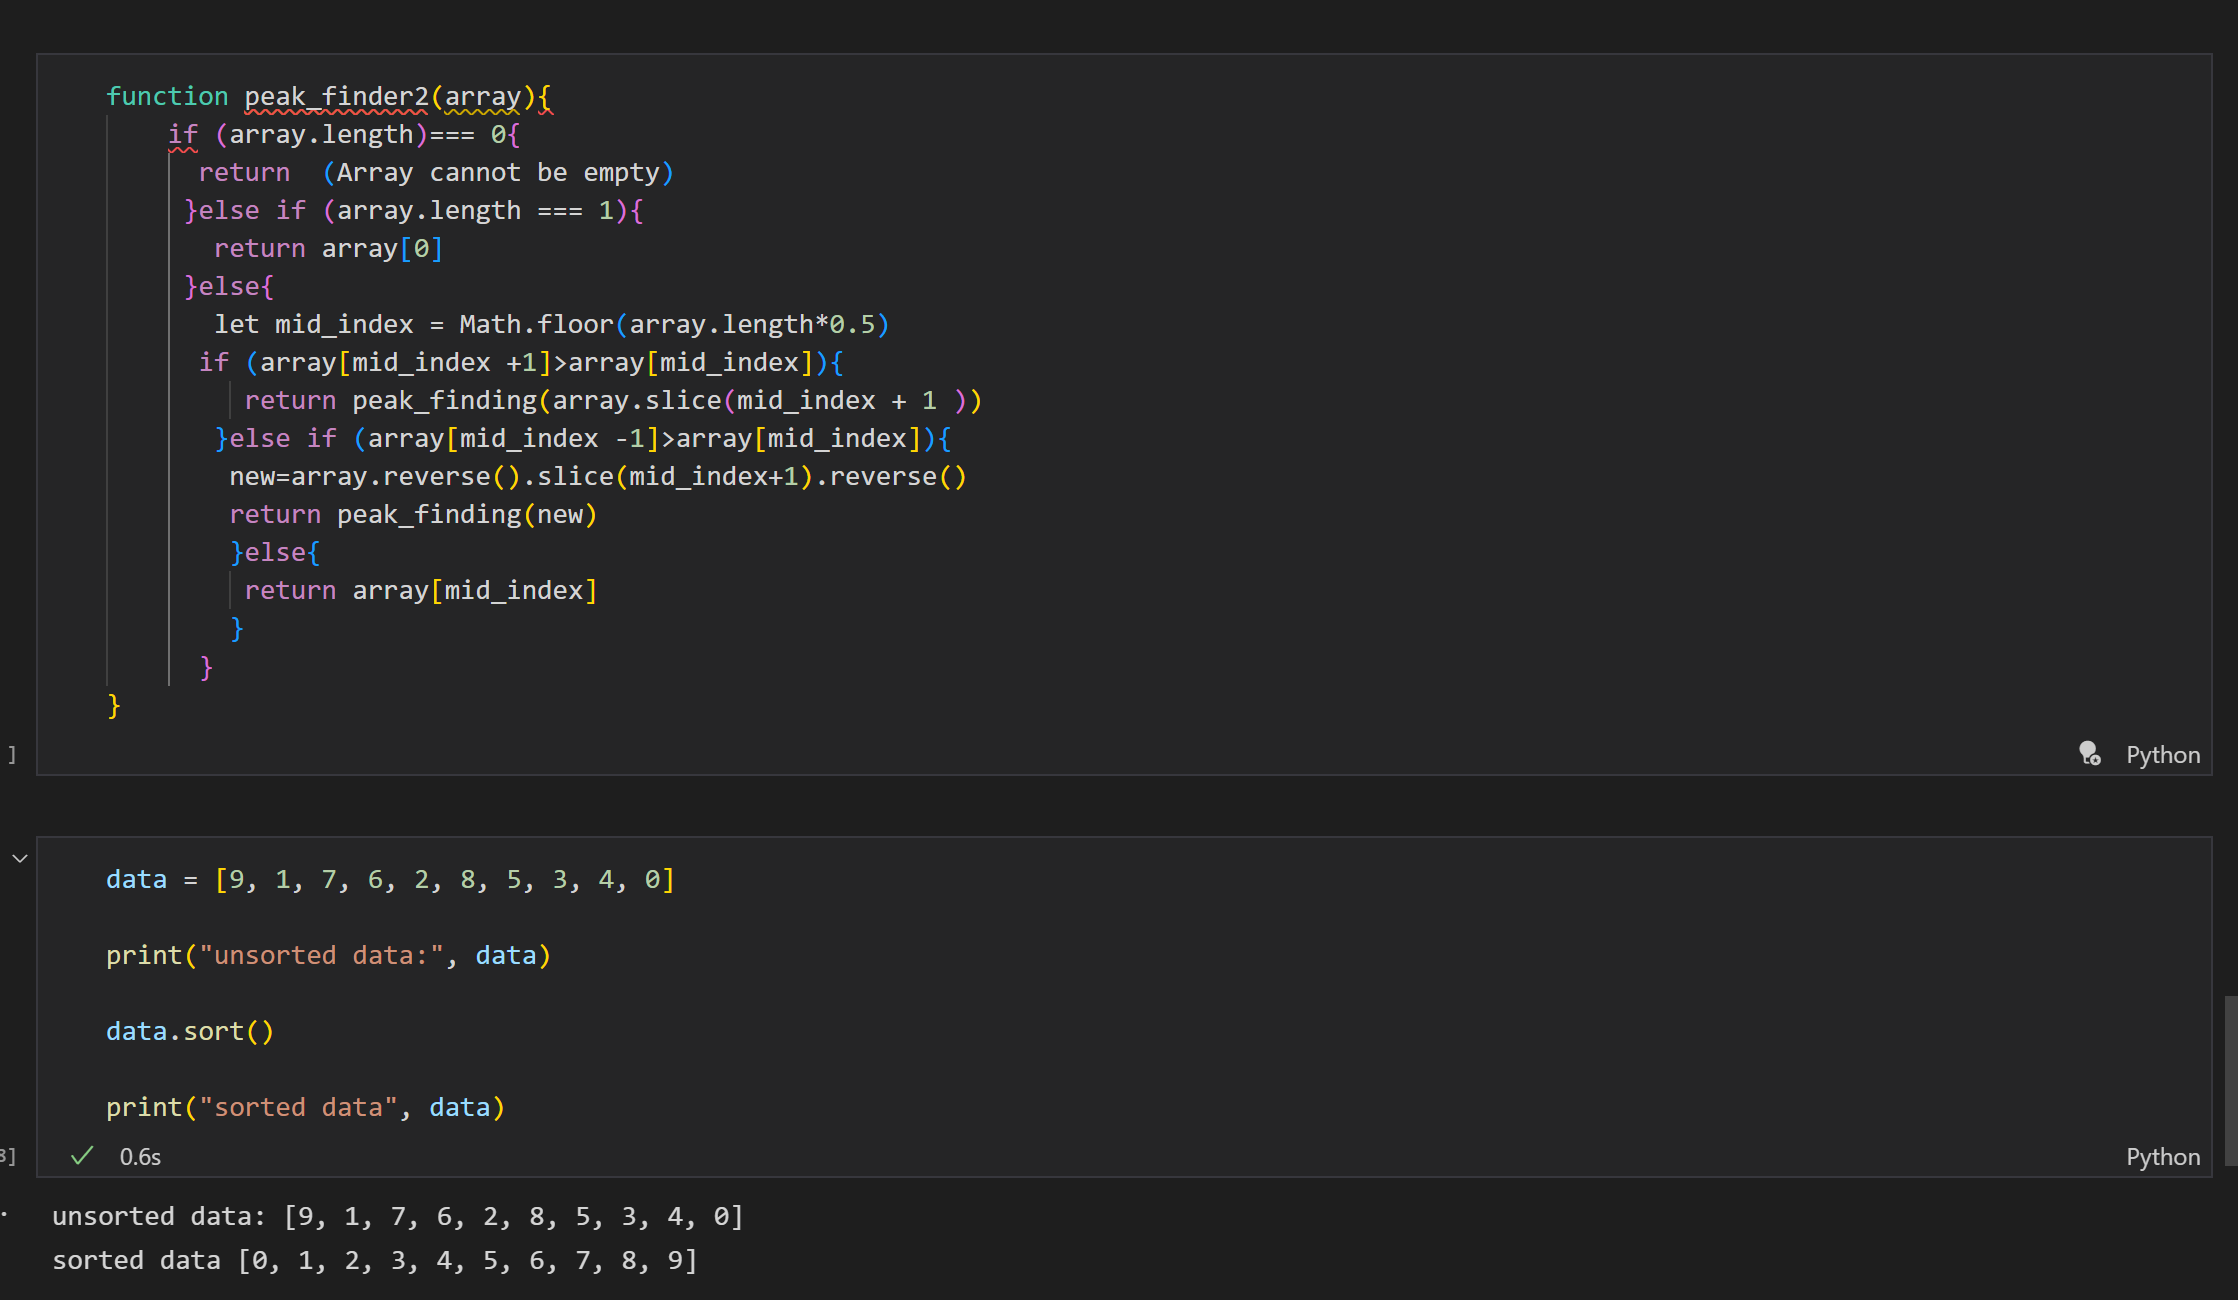 function peak_finder2(array){
    if (array.length)=== 0{
      return  (Array cannot be empty)
     }else if (array.length === 1){
       return array[0]
     }else{
       let mid_index = Math.floor(array.length*0.5)
      if (array[mid_index +1]>array[mid_index]){
         return peak_finding(array.slice(mid_index + 1 ))
       }else if (array[mid_index -1]>array[mid_index]){
        new=array.reverse().slice(mid_index+1).reverse()
        return peak_finding(new)
        }else{
         return array[mid_index]
        }
      }
}
]
Python
data = [9, 1, 7, 6, 2, 8, 5, 3, 4, 0]
print("unsorted data:", data)
data.sort()
print("sorted data", data)
] 0.6s
Python
unsorted data: [9, 1, 7, 6, 2, 8, 5, 3, 4, 0]
sorted data [0, 1, 2, 3, 4, 5, 6, 7, 8, 9]